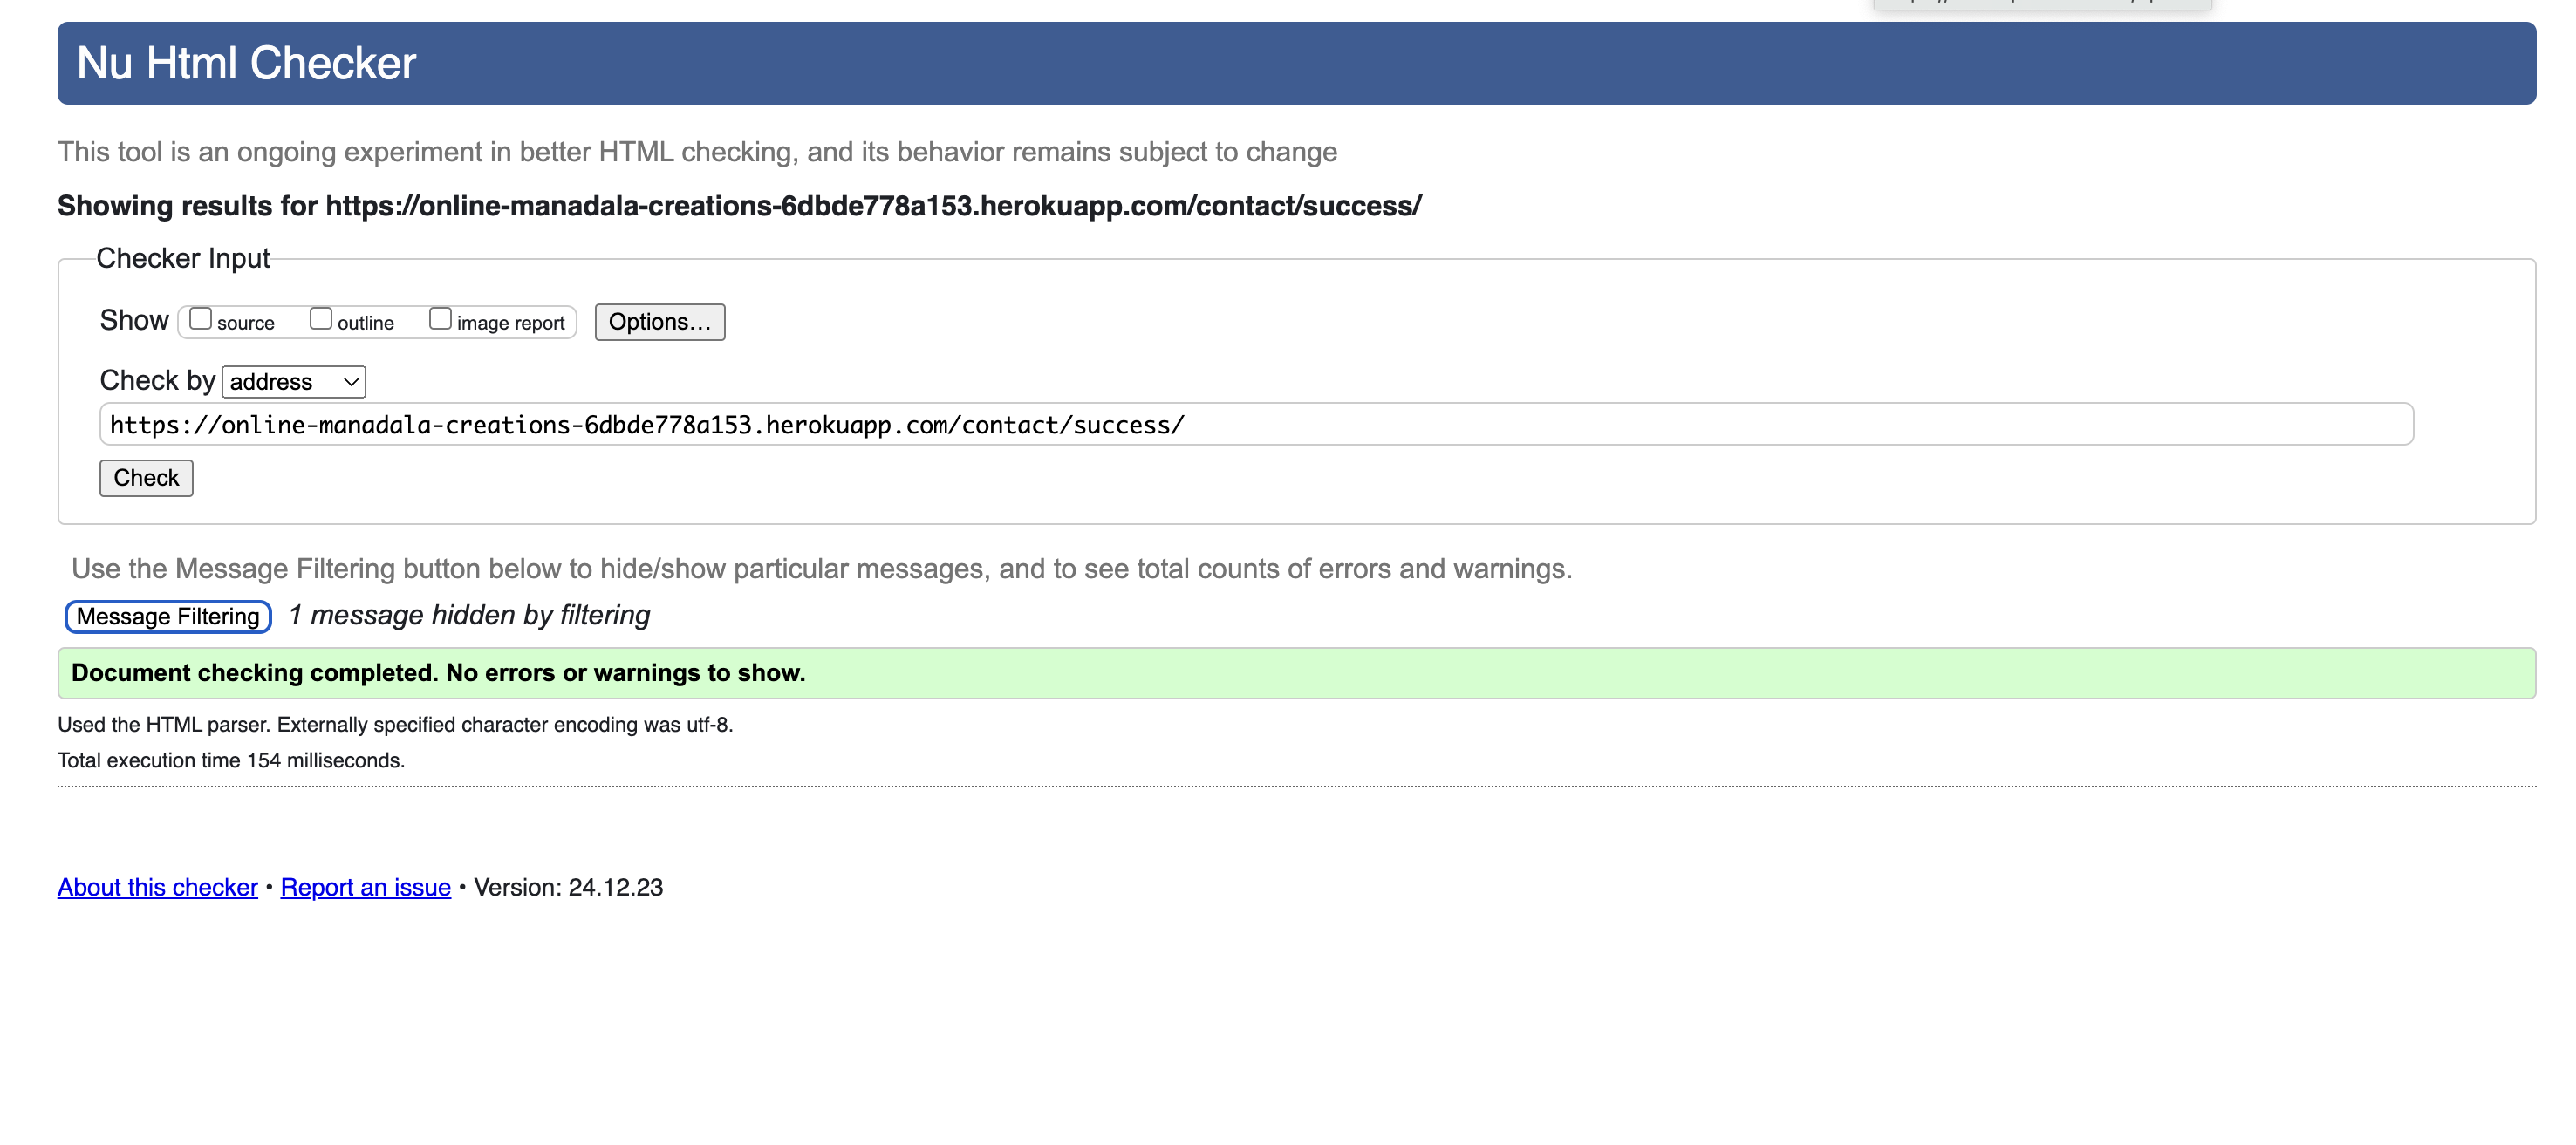 Nu Html Checker
This tool is an ongoing experiment in better HTML checking, and its behavior remains subject to change
Showing results for https://online-manadala-creations-6dbde778a153.herokuapp.com/contact/success/
Checker Input
Show source outline image report Options...
Check by address
https://online-manadala-creations-6dbde778a153.herokuapp.com/contact/success/
Check
Use the Message Filtering button below to hide/show particular messages, and to see total counts of errors and warnings.
Message Filtering 1 message hidden by filtering
Document checking completed. No errors or warnings to show.
Used the HTML parser. Externally specified character encoding was utf-8.
Total execution time 154 milliseconds.
About this checker • Report an issue • Version: 24.12.23